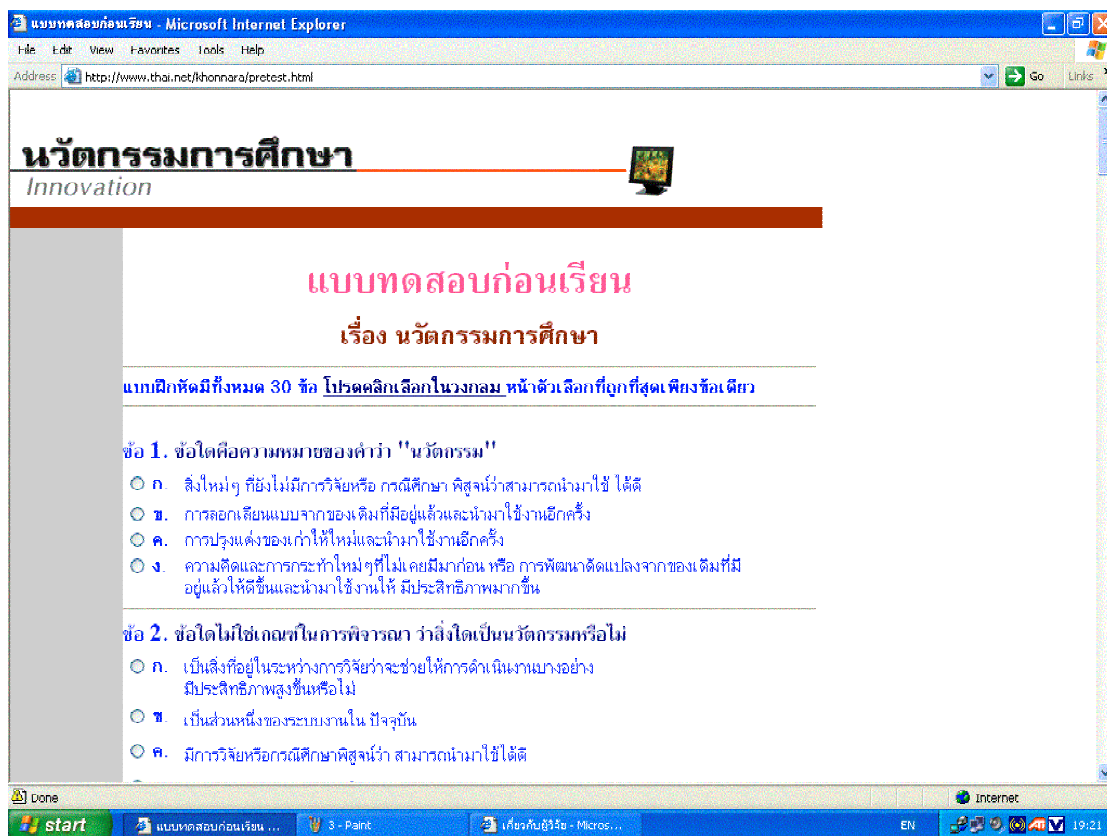 แบบทดสอบก่อนเรียน - Microsoft Internet Explorer
File Edit View Favorites Tools Help
Address http://www.thai.net/khonnara/pretest.html Go Links
นวัตกรรมการศึกษา
Innovation
แบบทดสอบก่อนเรียน
เรื่อง นวัตกรรมการศึกษา
แบบฝึกหัดมีทั้งหมด 30 ข้อ โปรดคลิกเลือกในวงกลม หน้าตัวเลือกที่ถูกที่สุดเพียงข้อเดียว
ข้อ 1. ข้อใดคือความหมายของคำว่า ''นวัตกรรม''
ก. สิ่งใหม่ๆ ที่ยังไม่มีการวิจัยหรือ กรณีศึกษา พิสูจน์ว่าสามารถนำมาใช้ ได้ดี
ข. การลอกเลียนแบบจากของเดิมที่มีอยู่แล้วและนำมาใช้งานอีกครั้ง
ค. การปรุงแต่งของเก่าให้ใหม่และนำมาใช้งานอีกครั้ง
ง. ความคิดและการกระทำใหม่ๆที่ไม่เคยมีมาก่อน หรือ การพัฒนาดัดแปลงจากของเดิมที่มี
อยู่แล้วให้ดีขึ้นและนำมาใช้งานให้ มีประสิทธิภาพมากขึ้น
ข้อ 2. ข้อใดไม่ใช่เกณฑ์ในการพิจารณา ว่าสิ่งใดเป็นนวัตกรรมหรือไม่
ก. เป็นสิ่งที่อยู่ในระหว่างการวิจัยว่าจะช่วยให้การดำเนินงานบางอย่าง
มีประสิทธิภาพสูงขึ้นหรือไม่
ข. เป็นส่วนหนึ่งของระบบงานใน ปัจจุบัน
ค. มีการวิจัยหรือกรณีศึกษาพิสูจน์ว่า สามารถนำมาใช้ได้ดี
Done Internet
start แบบทดสอบก่อนเรียน ... 3 - Paint เกี่ยวกับผู้วิจัย - Micros... EN 19:21